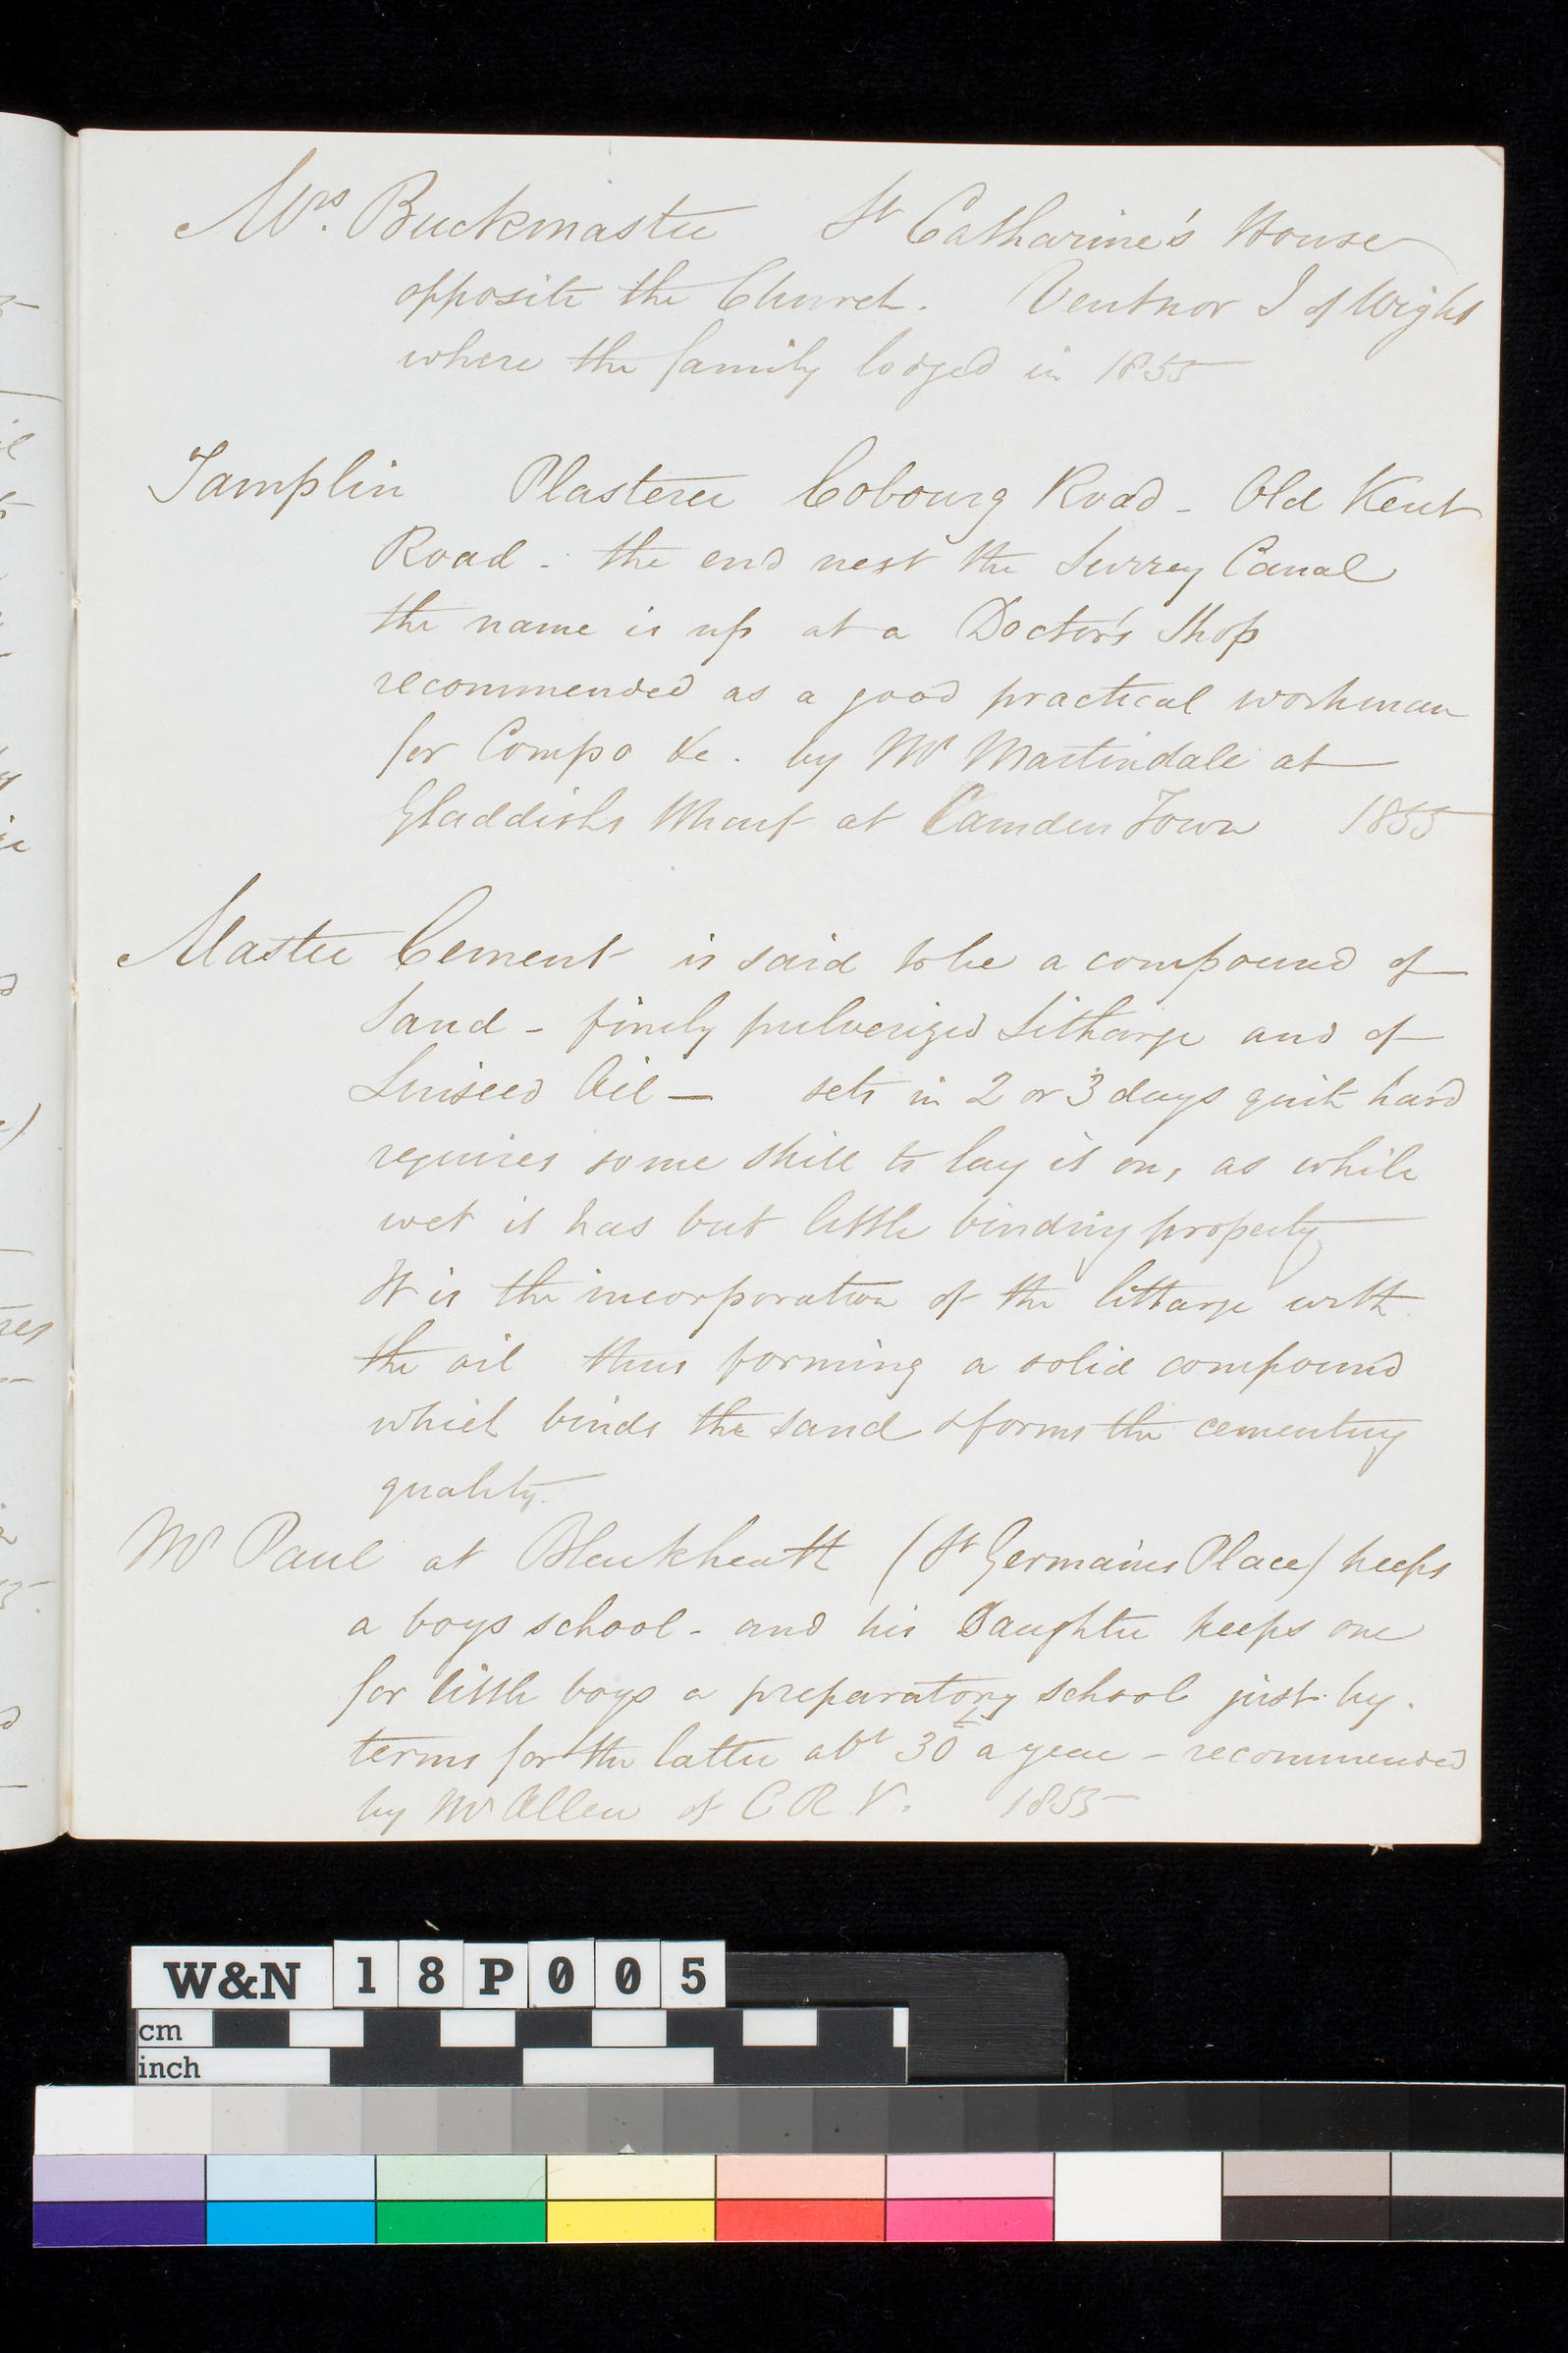 Mrs. Buckmaster St Catharine's House
opposite the Church. Ventnor I of Wight
where the family lodged in 1855
Tamplin Plasterer Cobourg Road - Old Kent
Road - the end next the Surrey Canal
the name is up at a Doctor's Shop
recommended as a good practical workman
for Compo &c. by Mr Martindale at
Gladdishs Wharf at Camden Town 1855
Mastic Cement is said to be a compound of
Sand - finely pulverized Litharge and of
Linseed Oil — sets in 2 or 3 days quite hard
requires some skill to lay it on, as while
wet it has but little binding property
It is the incorporation of the litharge with
the oil thus forming a solid compound
which binds the sand & forms the cementing
quality.
Mr Paul at Blackheath (St Germains Place) keeps
a boys school - and his Daughter keeps one
for little boys a preparatory school just by.
terms for the latter abt 30£ a year - recommended
by Mr Allen of C R V. 1855
W&N 18P005
cm
inch